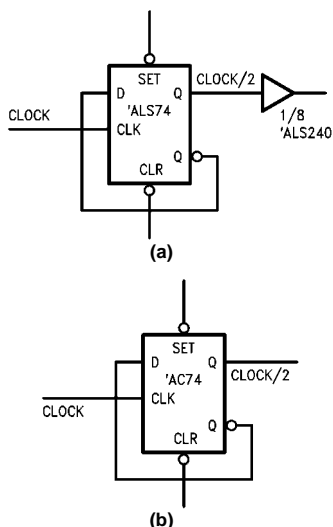 SET
D
Q
CLOCK/2
'ALS74
CLOCK
CLK
1/8
'ALS240
Q
CLR
(a)
SET
D
Q
'AC74
CLOCK/2
CLOCK
CLK
Q
CLR
(b)